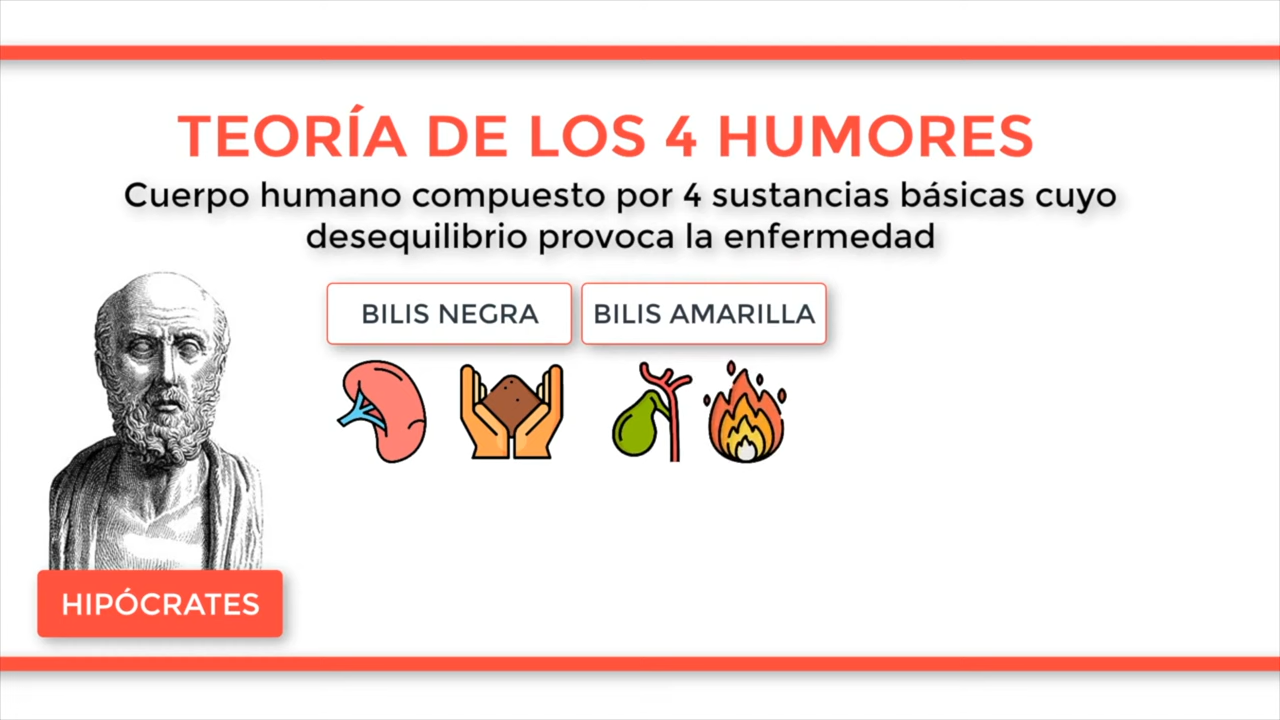 TEORÍA DE LOS 4 HUMORES
Cuerpo humano compuesto por 4 sustancias básicas cuyo
desequilibrio provoca la enfermedad
BILIS NEGRA
BILIS AMARILLA
HIPÓCRATES